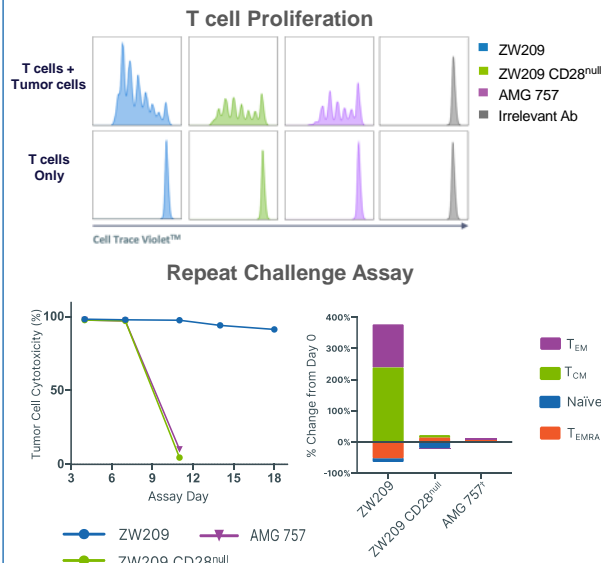 T cell Proliferation
T cells +
Tumor cells
T cells
Only
ZW209
ZW209 CD28null
AMG 757
Irrelevant Ab
Cell Trace Violet™
Repeat Challenge Assay
Tumor Cell Cytotoxicity (%)
100
50
0
3 6 9 12 15 18
Assay Day
ZW209
AMG 757
ZW209 CD28null
% Change from Day 0
400%
300%
200%
100%
0%
-100%
ZW209
ZW209 CD28null
AMG 757†
TEM
TCM
Naïve
TEMRA